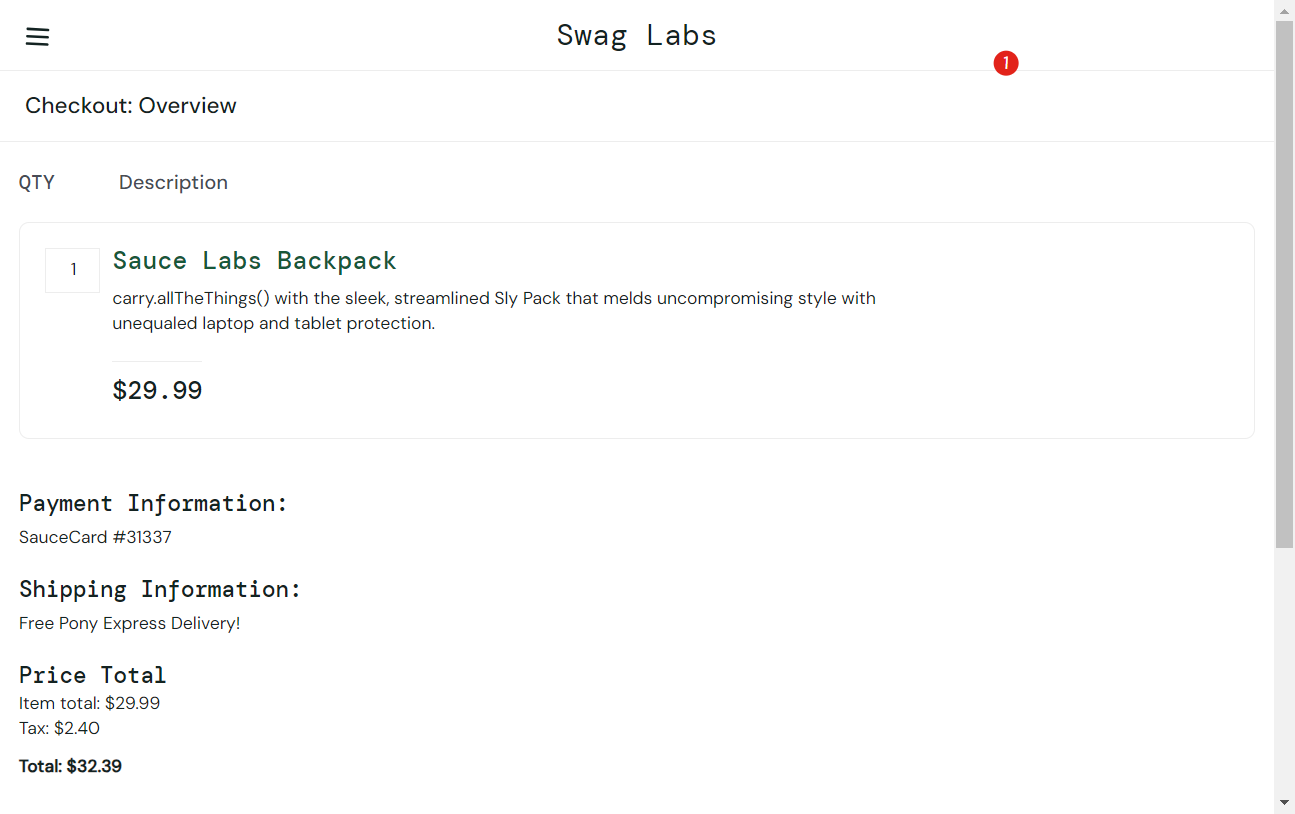 Swag Labs
1
Checkout: Overview
QTY Description
1
Sauce Labs Backpack
carry.allTheThings() with the sleek, streamlined Sly Pack that melds uncompromising style with
unequaled laptop and tablet protection.
$29.99
Payment Information:
SauceCard #31337
Shipping Information:
Free Pony Express Delivery!
Price Total
Item total: $29.99
Tax: $2.40
Total: $32.39